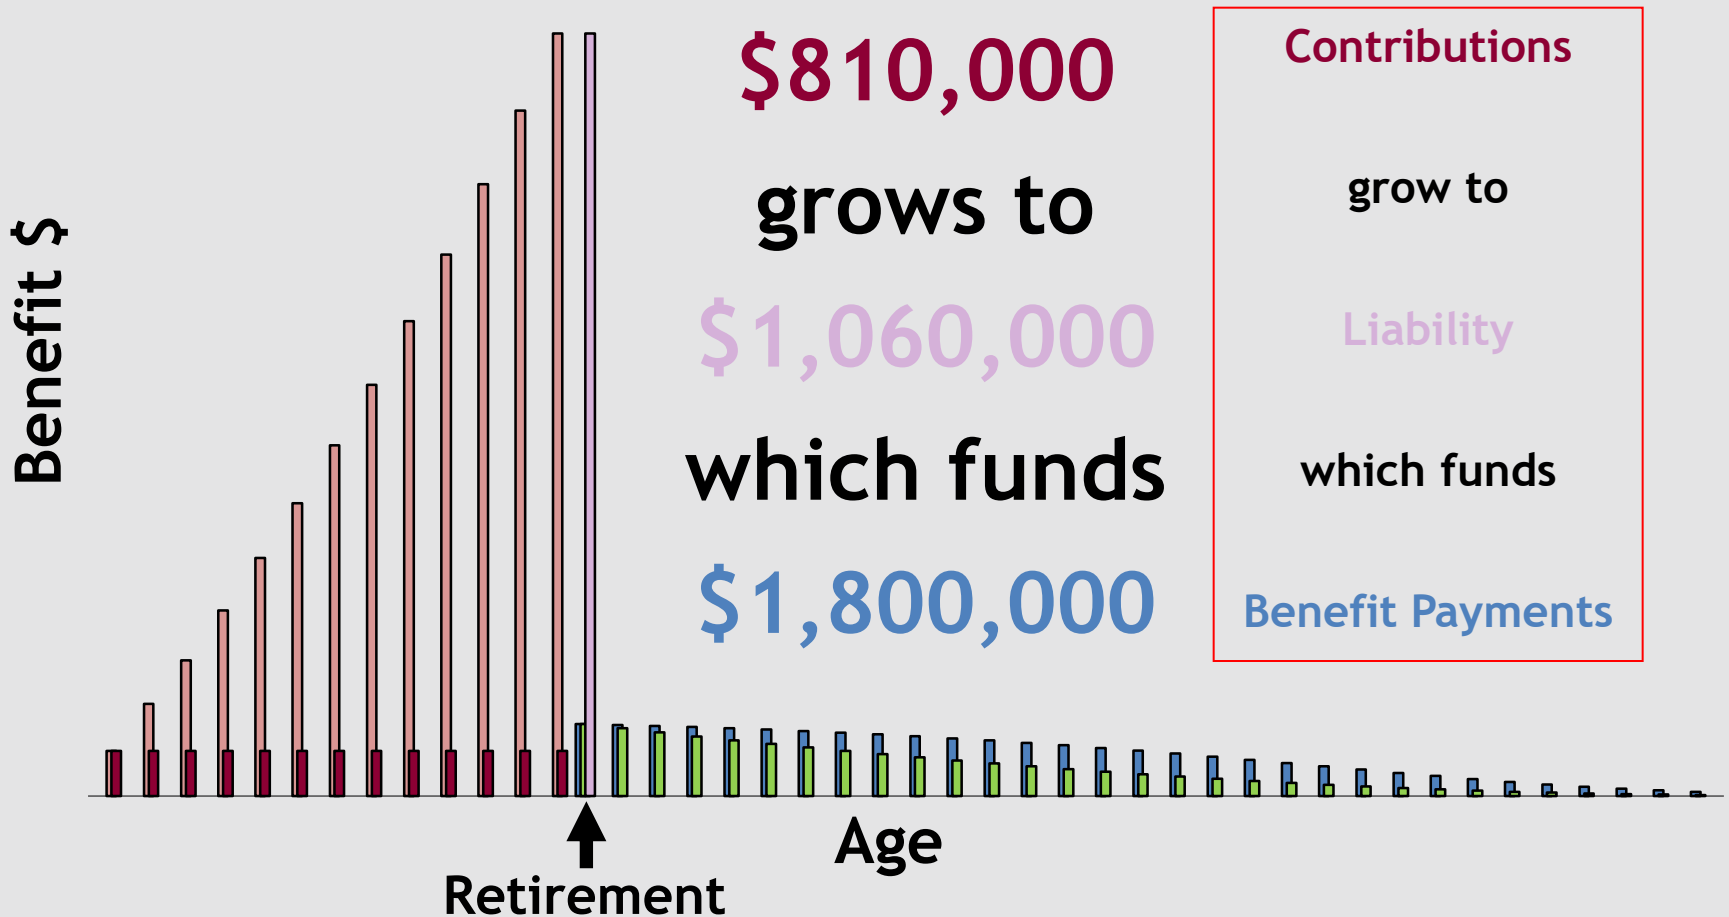 Benefit $
$810,000
grows to
$1,060,000
which funds
$1,800,000
Contributions
grow to
Liability
which funds
Benefit Payments
Age
Retirement